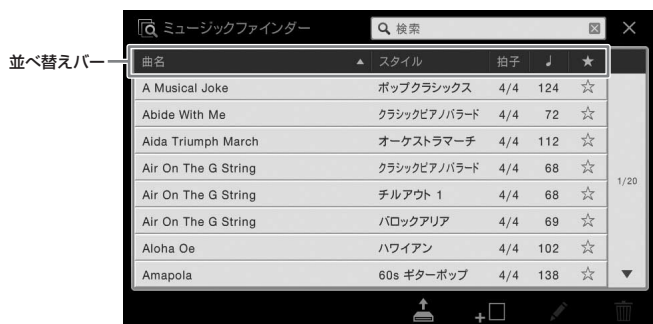 ミュージックファインダー 検索
並べ替えバー
曲名 ▲ スタイル 拍子 ♩ ★
A Musical Joke ポップクラシックス 4/4 124 ☆
Abide With Me クラシックピアノバラード 4/4 72 ☆
Aida Triumph March オーケストラマーチ 4/4 112 ☆
Air On The G String クラシックピアノバラード 4/4 68 ☆
Air On The G String チルアウト 1 4/4 68 ☆
1/20
Air On The G String バロックアリア 4/4 69 ☆
Aloha Oe ハワイアン 4/4 102 ☆
Amapola 60s ギターポップ 4/4 138 ☆